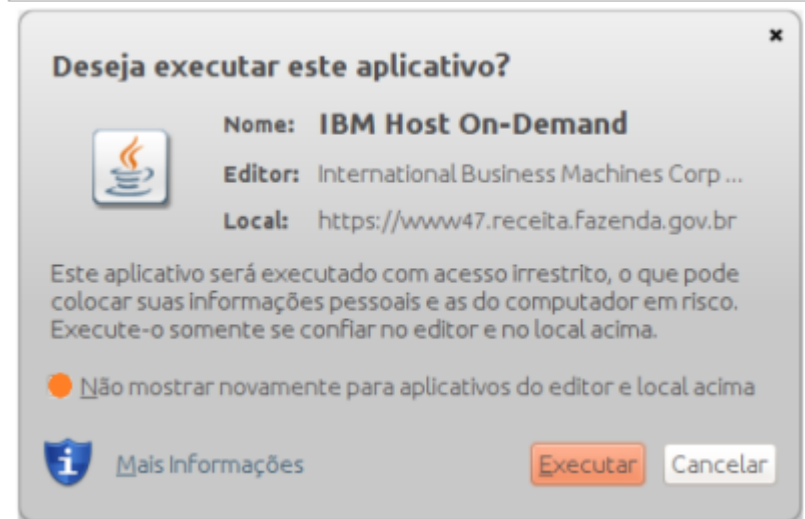 Deseja executar este aplicativo?
Nome: IBM Host On-Demand
Editor: International Business Machines Corp ...
Local: https://www47.receita.fazenda.gov.br
Este aplicativo será executado com acesso irrestrito, o que pode
colocar suas informações pessoais e as do computador em risco.
Execute-o somente se confiar no editor e no local acima.
Não mostrar novamente para aplicativos do editor e local acima
Mais Informações
Executar
Cancelar